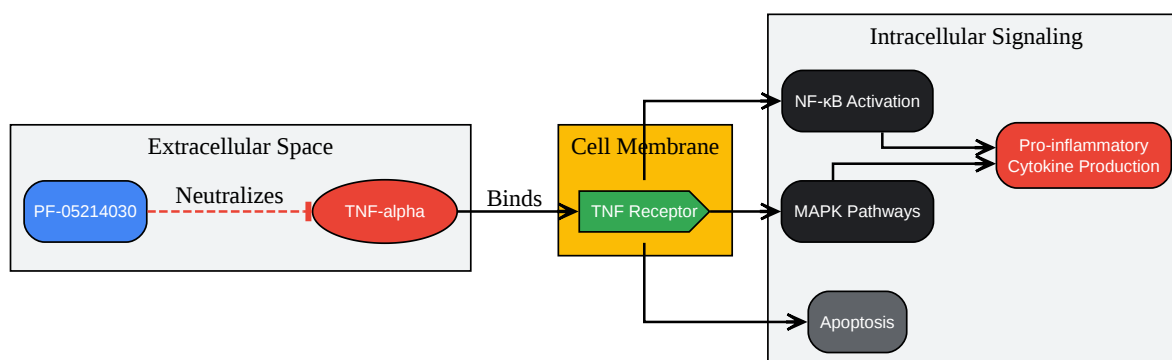 Extracellular Space
PF-05214030
Neutralizes
TNF-alpha
Binds
Cell Membrane
TNF Receptor
Intracellular Signaling
NF-κB Activation
MAPK Pathways
Apoptosis
Pro-inflammatory
Cytokine Production